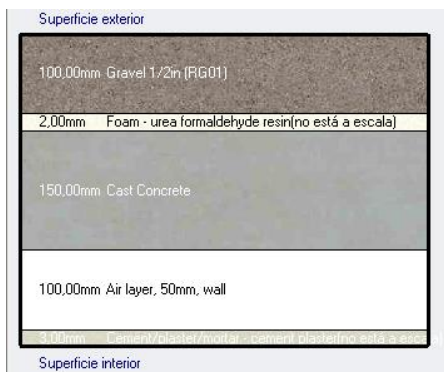 Superficie exterior
100,00mm Gravel 1/2in (RG01)
2,00mm Foam - urea formaldehyde resin(no está a escala)
150,00mm Cast Concrete
100,00mm Air layer, 50mm, wall
3,00mm Cement/plaster/mortar - cement plaster(no está a escala)
Superficie interior